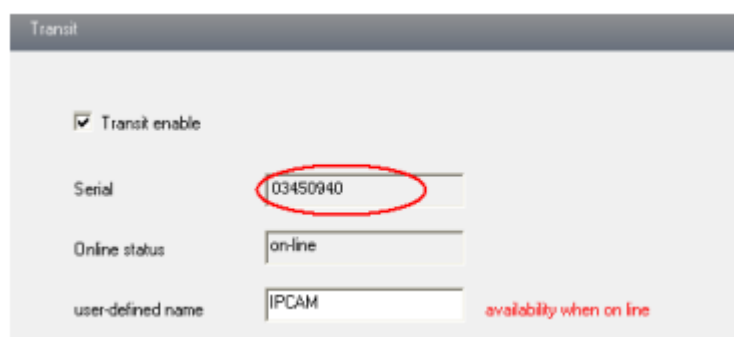 Transit
Transit enable
Serial 03450940
Online status on-line
user-defined name IPCAM availability when on line